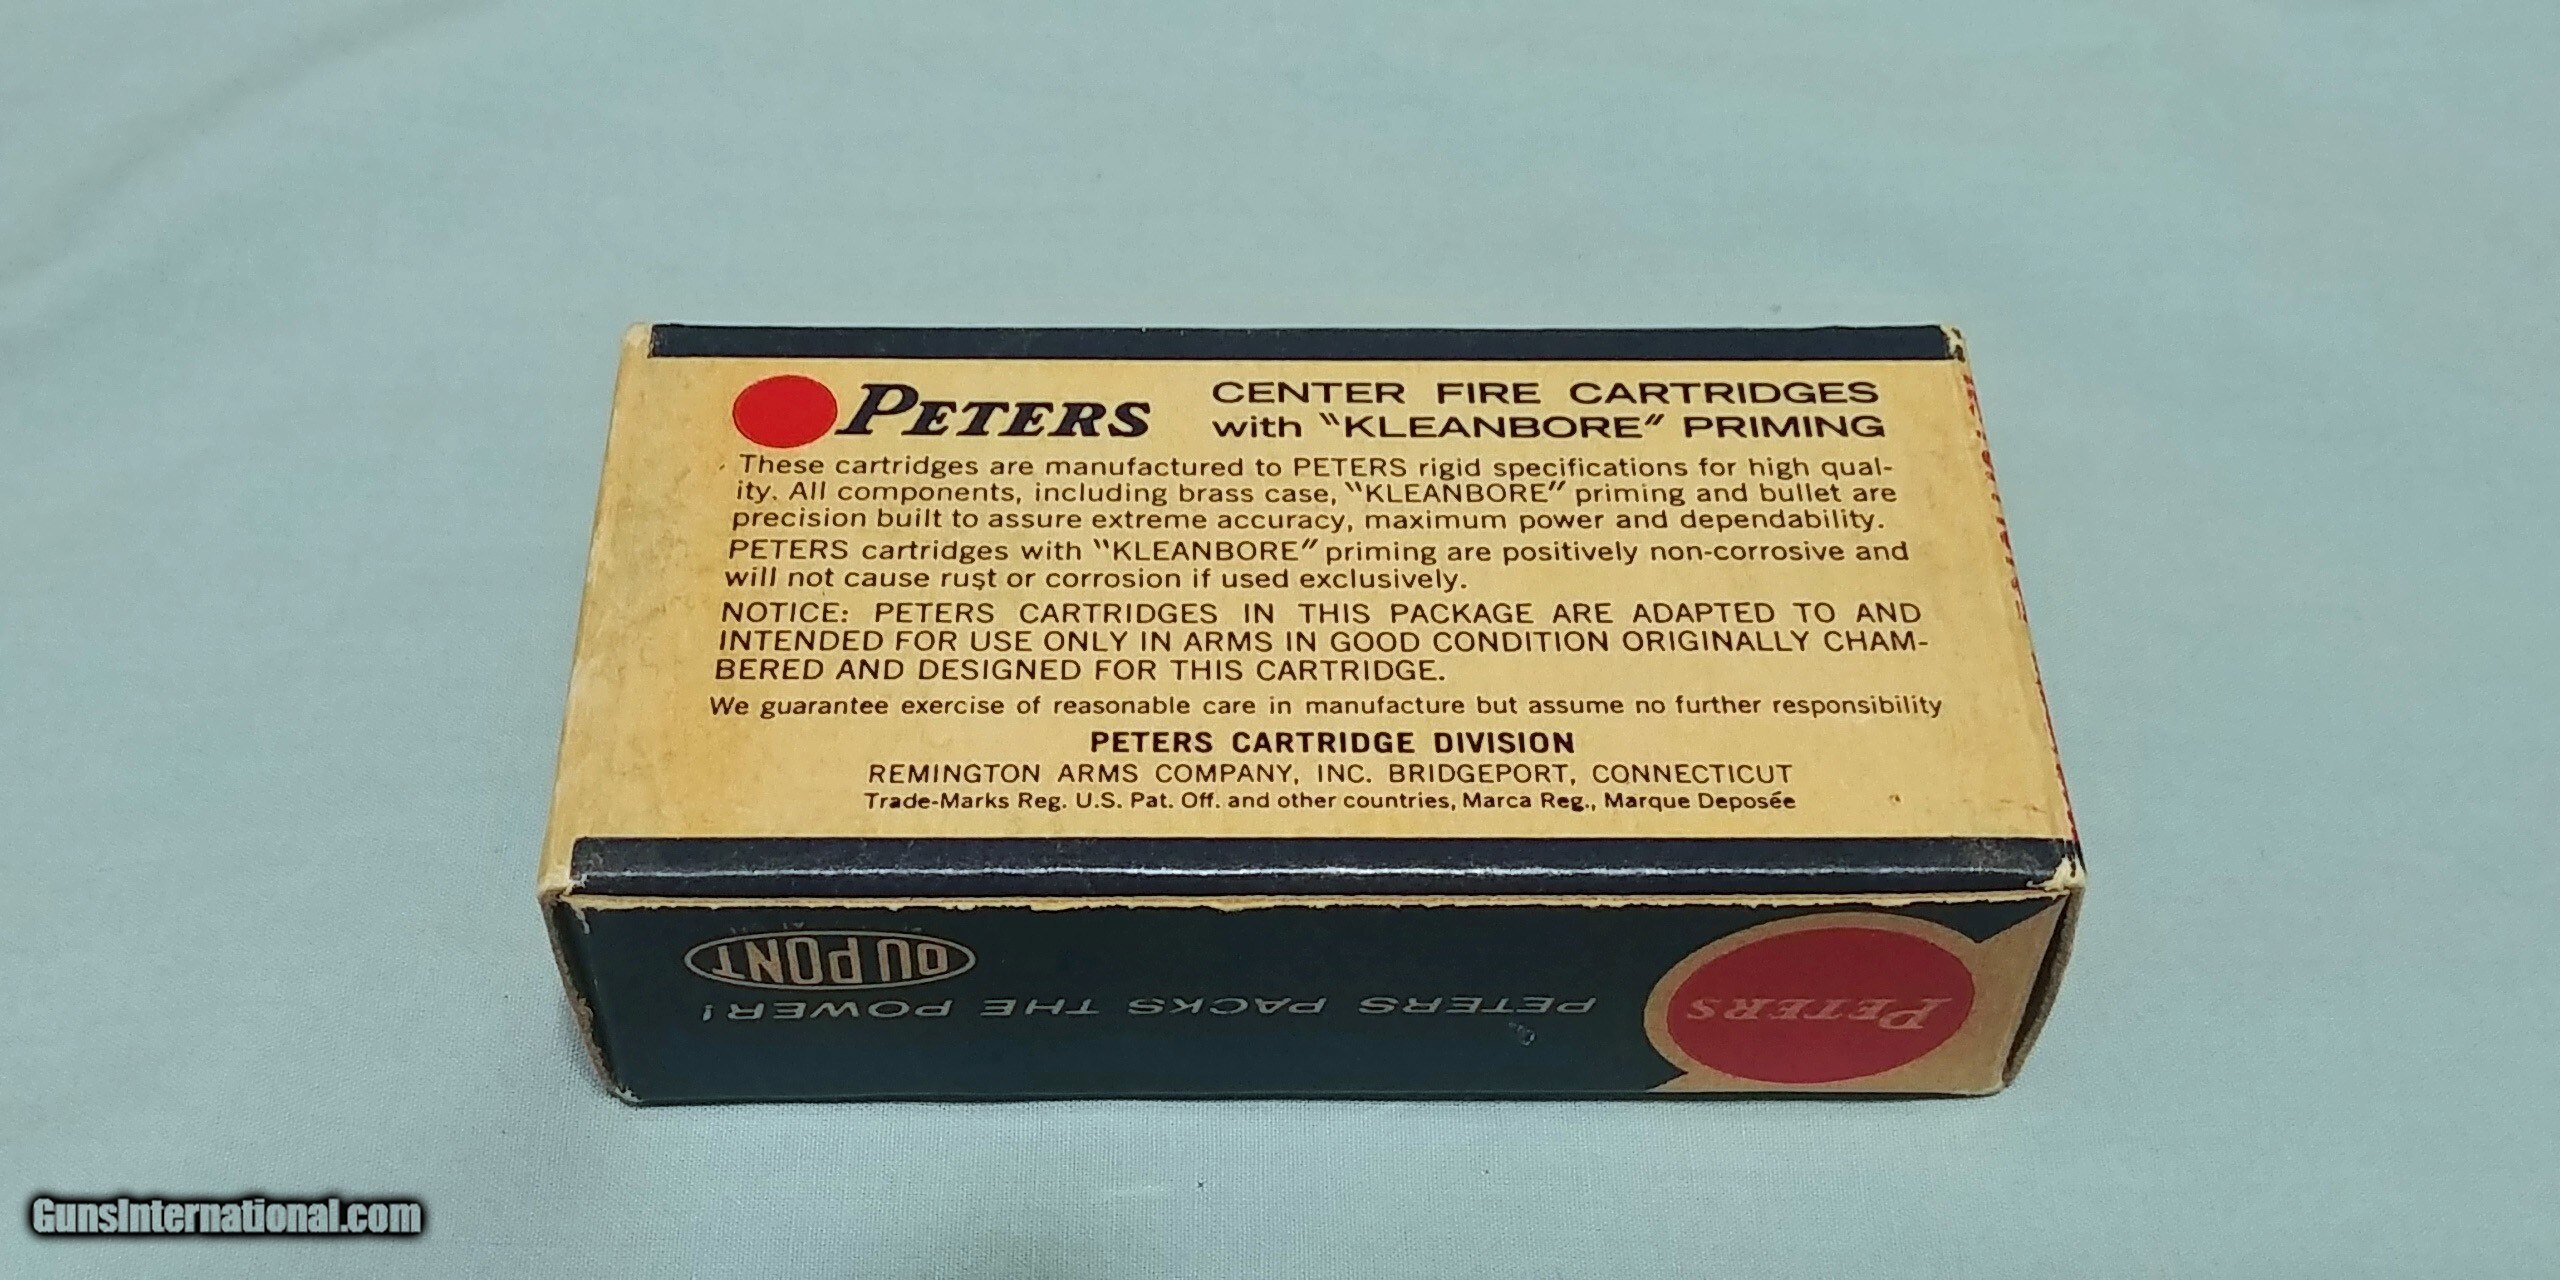 PETERS
CENTER FIRE CARTRIDGES
with "KLEANBORE" PRIMING
These cartridges are manufactured to PETERS rigid specifications for high qual-
ity. All components, including brass case, "KLEANBORE" priming and bullet are
precision built to assure extreme accuracy, maximum power and dependability.
PETERS cartridges with "KLEANBORE" priming are positively non-corrosive and
will not cause rust or corrosion if used exclusively.
NOTICE: PETERS CARTRIDGES IN THIS PACKAGE ARE ADAPTED TO AND
INTENDED FOR USE ONLY IN ARMS IN GOOD CONDITION ORIGINALLY CHAM-
BERED AND DESIGNED FOR THIS CARTRIDGE.
We guarantee exercise of reasonable care in manufacture but assume no further responsibility
PETERS CARTRIDGE DIVISION
REMINGTON ARMS COMPANY, INC. BRIDGEPORT, CONNECTICUT
Trade-Marks Reg. U.S. Pat. Off. and other countries, Marca Reg., Marque Deposée
PETERS
PETERS PACKS THE POWER!
DU PONT
GunsInternational.com